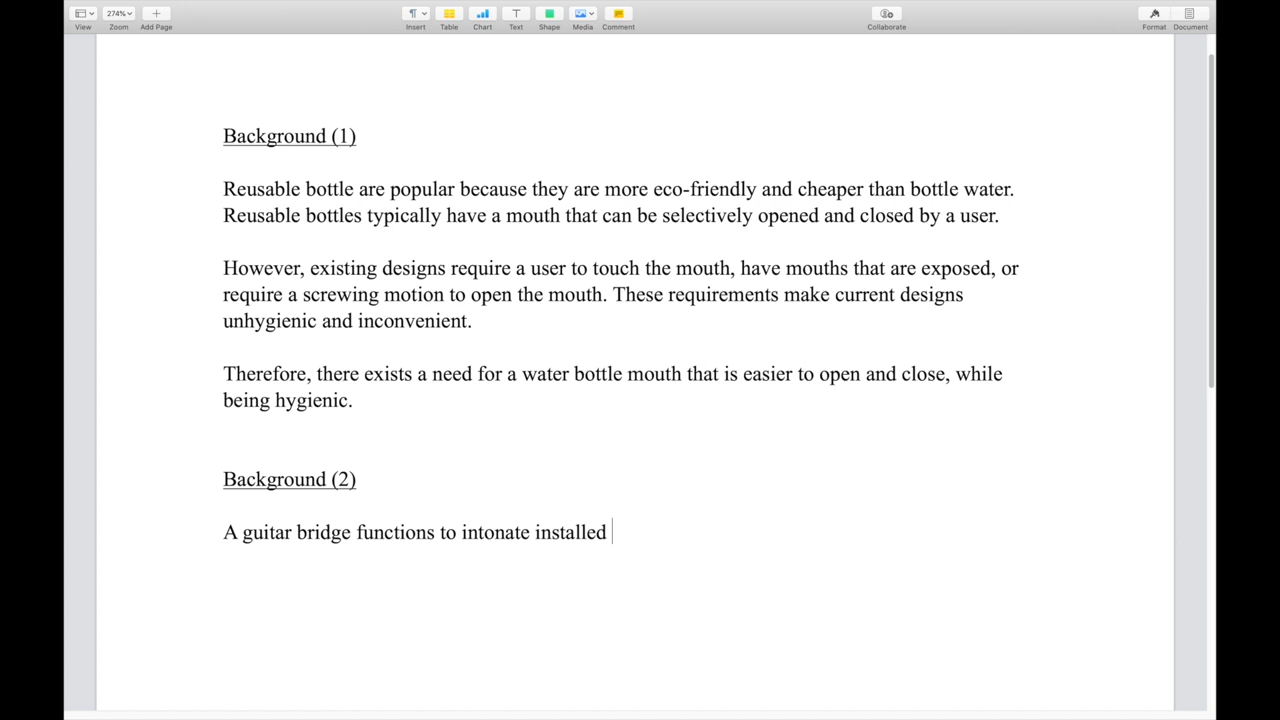 274%
View Zoom Add Page Insert Table Chart Text Shape Media Comment Collaborate Format Document
Background (1)
Reusable bottle are popular because they are more eco-friendly and cheaper than bottle water.
Reusable bottles typically have a mouth that can be selectively opened and closed by a user.
However, existing designs require a user to touch the mouth, have mouths that are exposed, or
require a screwing motion to open the mouth. These requirements make current designs
unhygienic and inconvenient.
Therefore, there exists a need for a water bottle mouth that is easier to open and close, while
being hygienic.
Background (2)
A guitar bridge functions to intonate installed